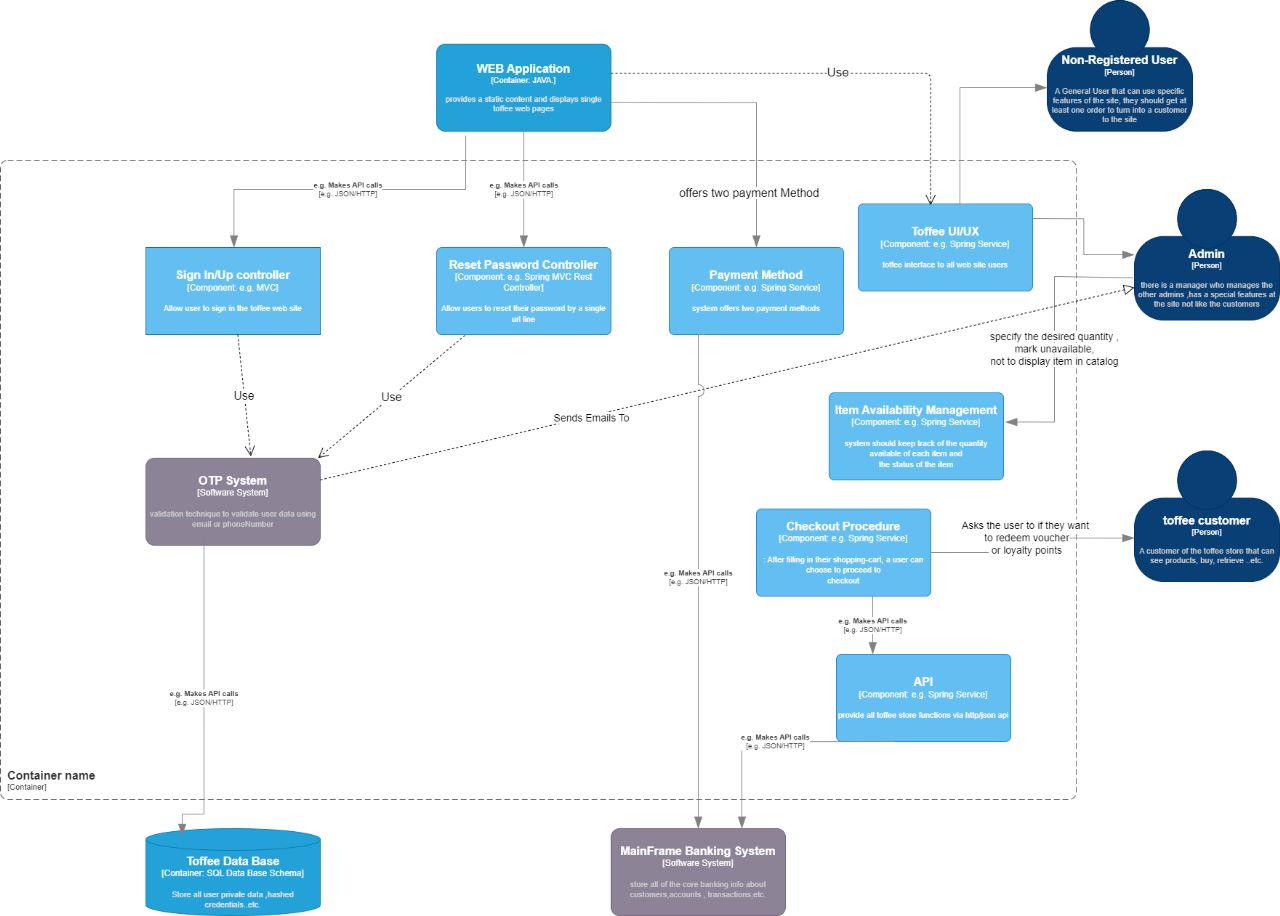 Non-Registered User
[Person]
A General User that can use specific
features of the site, they should get at
least one order to turn into a customer
to the site
WEB Application
[Container: JAVA.]
provides a static content and displays single
toffee web pages
Use
e.g. Makes API calls
[e.g. JSON/HTTP]
e.g. Makes API calls
[e.g. JSON/HTTP]
offers two payment Method
Toffee UI/UX
[Component: e.g. Spring Service]
toffee interface to all web site users
Admin
[Person]
there is a manager who manages the
other admins ,has a special features at
the site not like the customers
Sign In/Up controller
[Component: e.g. MVC]
Allow user to sign in the toffee web site
Reset Password Controller
[Component: e.g. Spring MVC Rest
Controller]
Allow users to reset their password by a single
url line
Payment Method
[Component: e.g. Spring Service]
system offers two payment methods
specify the desired quantity ,
mark unavailable,
not to display item in catalog
Use
Use
Sends Emails To
Item Availability Management
[Component: e.g. Spring Service]
system should keep track of the quantity
available of each item and
the status of the item
OTP System
[Software System]
validation technique to validate user data using
email or phoneNumber
Checkout Procedure
[Component: e.g. Spring Service]
: After filling in their shopping-cart, a user can
choose to proceed to
checkout
Asks the user to if they want
to redeem voucher
or loyalty points
toffee customer
[Person]
A customer of the toffee store that can
see products, buy, retrieve ..etc.
e.g. Makes API calls
[e.g. JSON/HTTP]
e.g. Makes API calls
[e.g. JSON/HTTP]
API
[Component: e.g. Spring Service]
provide all toffee store functions via http/json api
e.g. Makes API calls
[e.g. JSON/HTTP]
e.g. Makes API calls
[e.g. JSON/HTTP]
Container name
[Container]
Toffee Data Base
[Container: SQL Data Base Schema]
Store all user private data ,hashed
credentials..etc.
MainFrame Banking System
[Software System]
store all of the core banking info about
customers,accounts , transactions,etc.